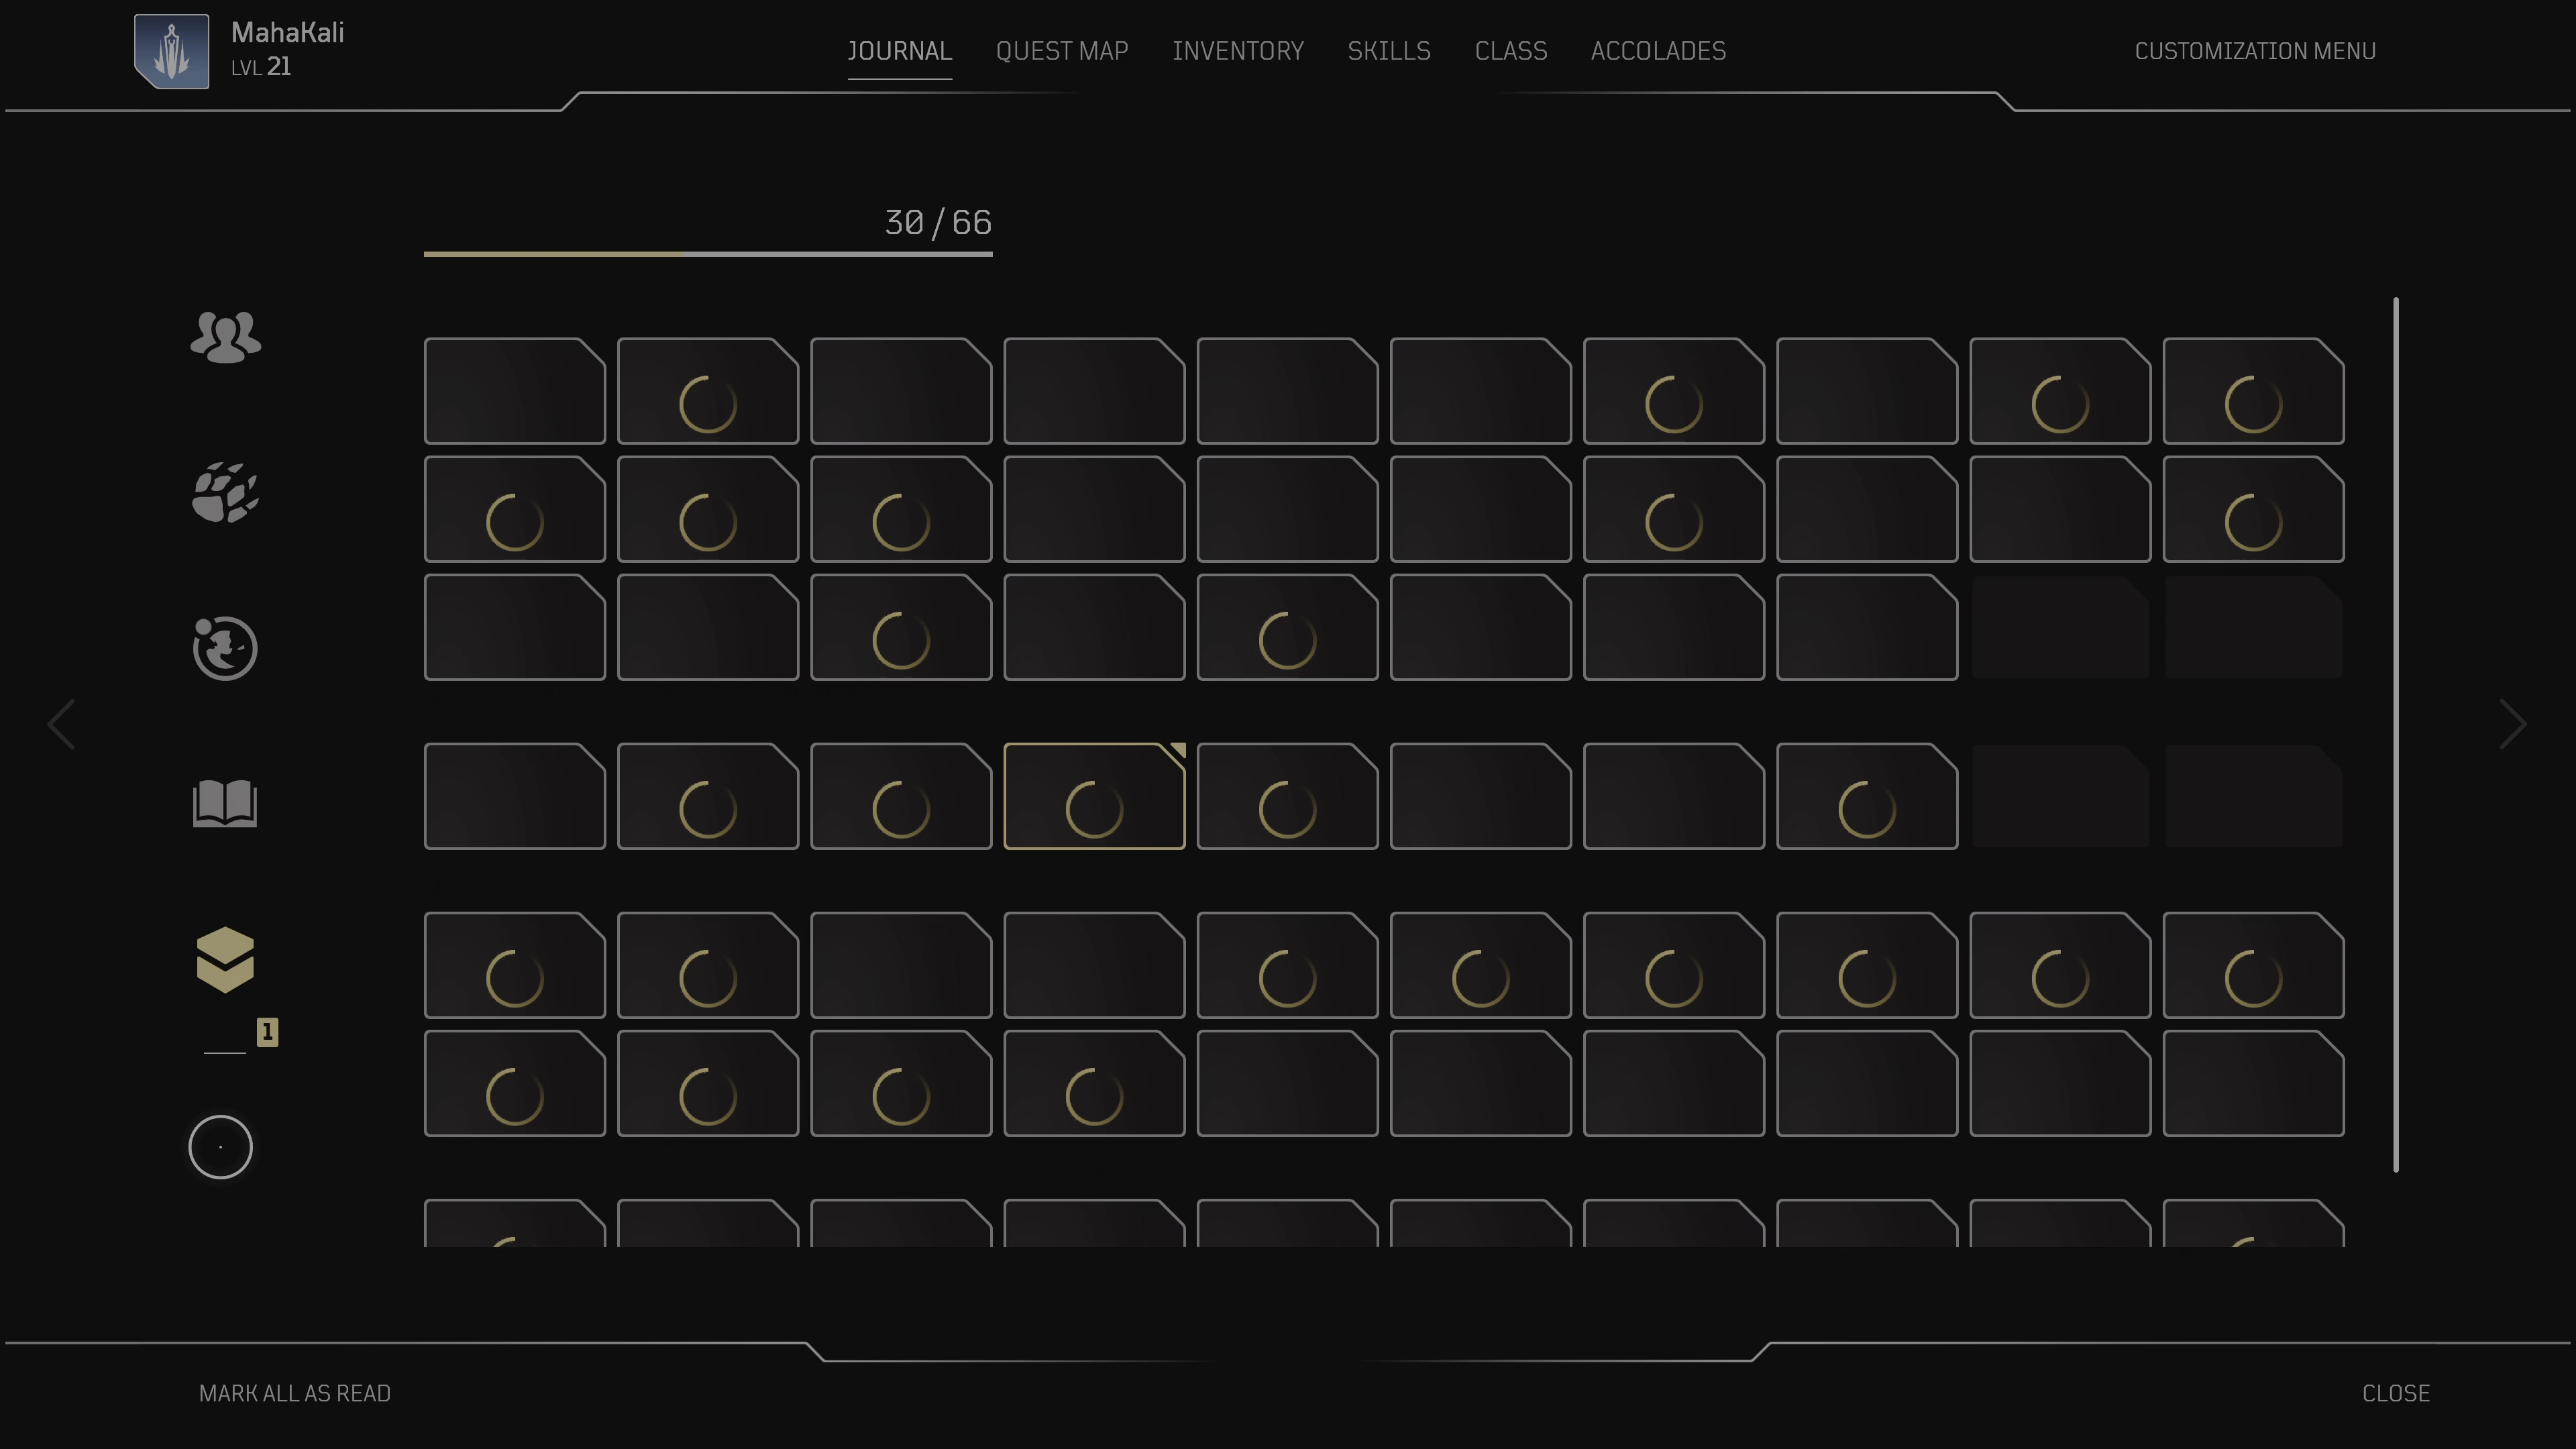 MahaKali
LVL 21
JOURNAL QUEST MAP INVENTORY SKILLS CLASS ACCOLADES
CUSTOMIZATION MENU
30 / 66
1
MARK ALL AS READ
CLOSE